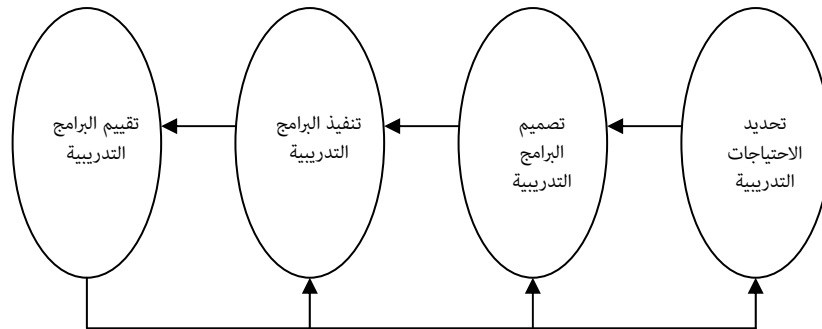 تحديد
الاحتياجات
التدريبية
تصميم
البرامج
التدريبية
تنفيذ البرامج
التدريبية
تقييم البرامج
التدريبية